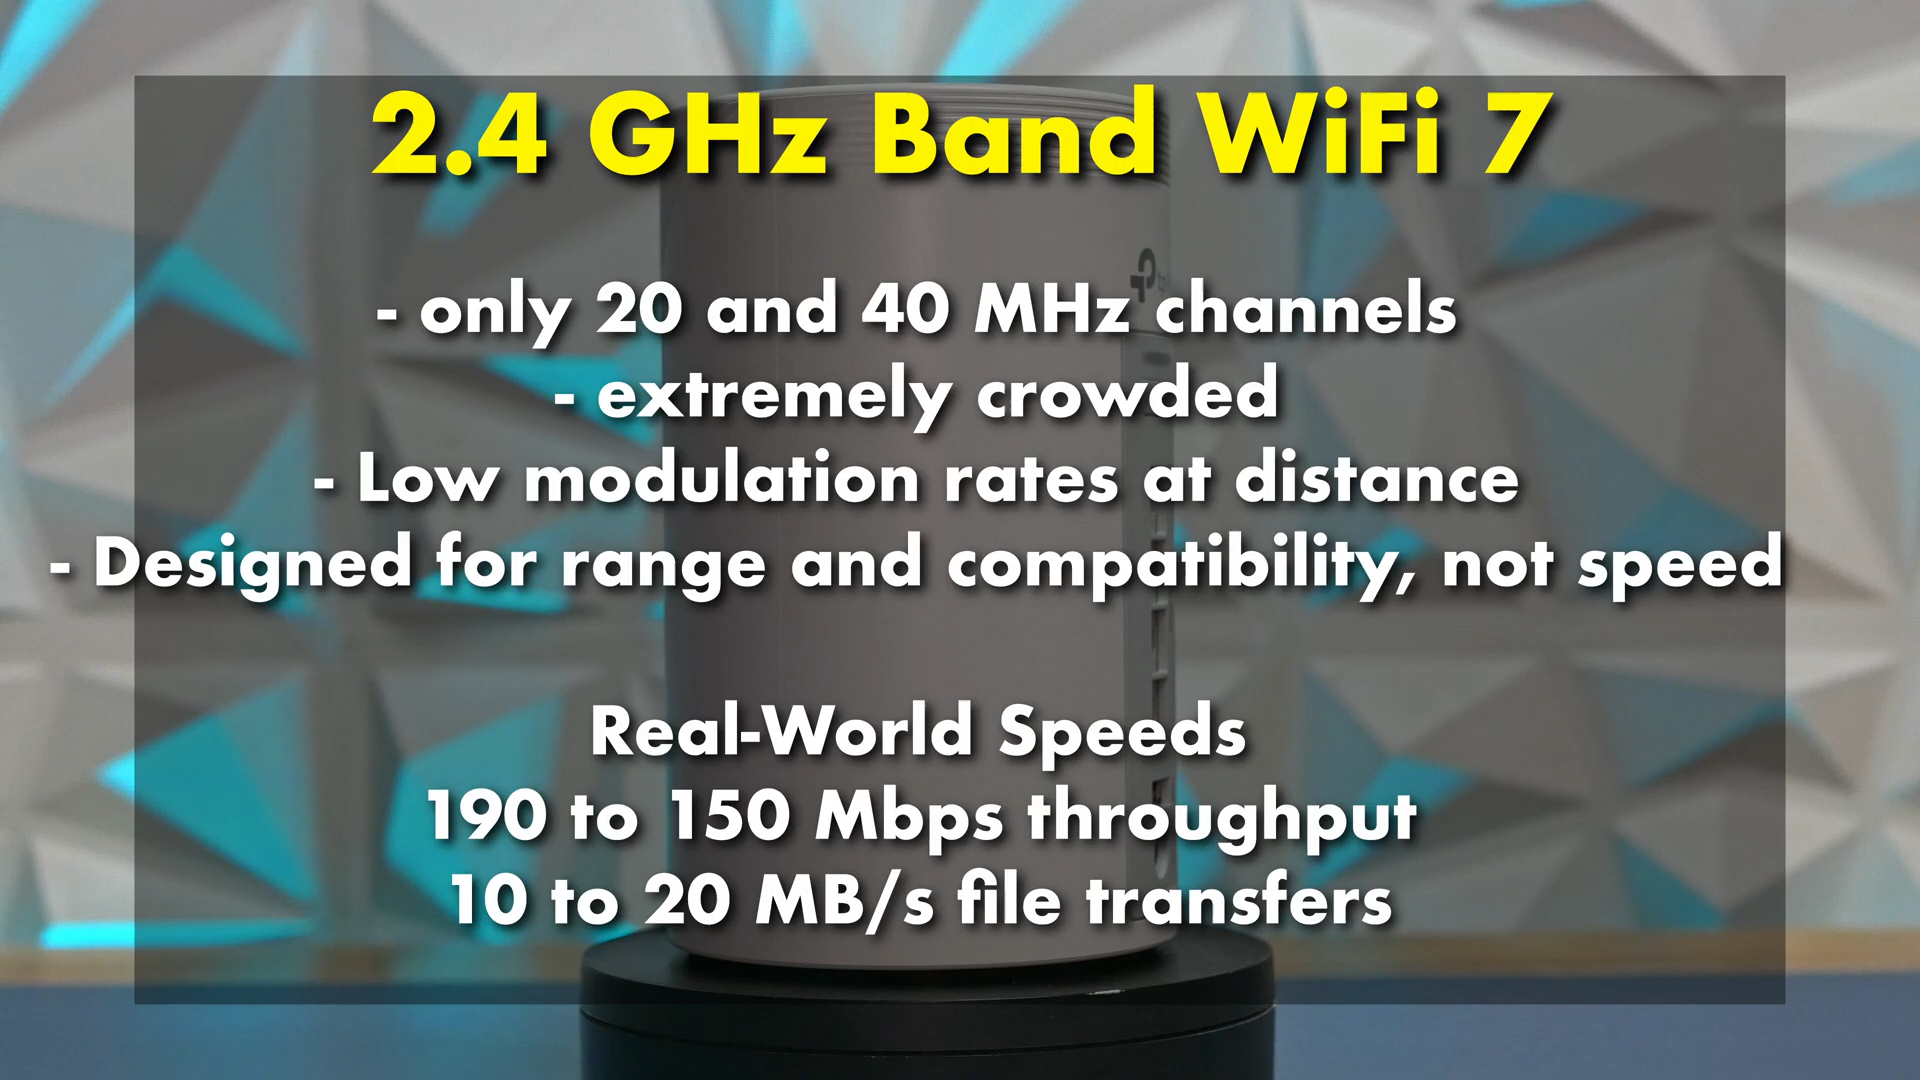 2.4 GHz Band WiFi 7
- only 20 and 40 MHz channels
- extremely crowded
- Low modulation rates at distance
- Designed for range and compatibility, not speed
Real-World Speeds
190 to 150 Mbps throughput
10 to 20 MB/s file transfers